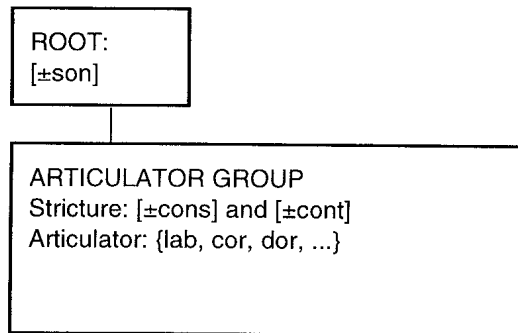 ROOT:
[±son]
ARTICULATOR GROUP
Stricture: [±cons] and [±cont]
Articulator: {lab, cor, dor, ...}